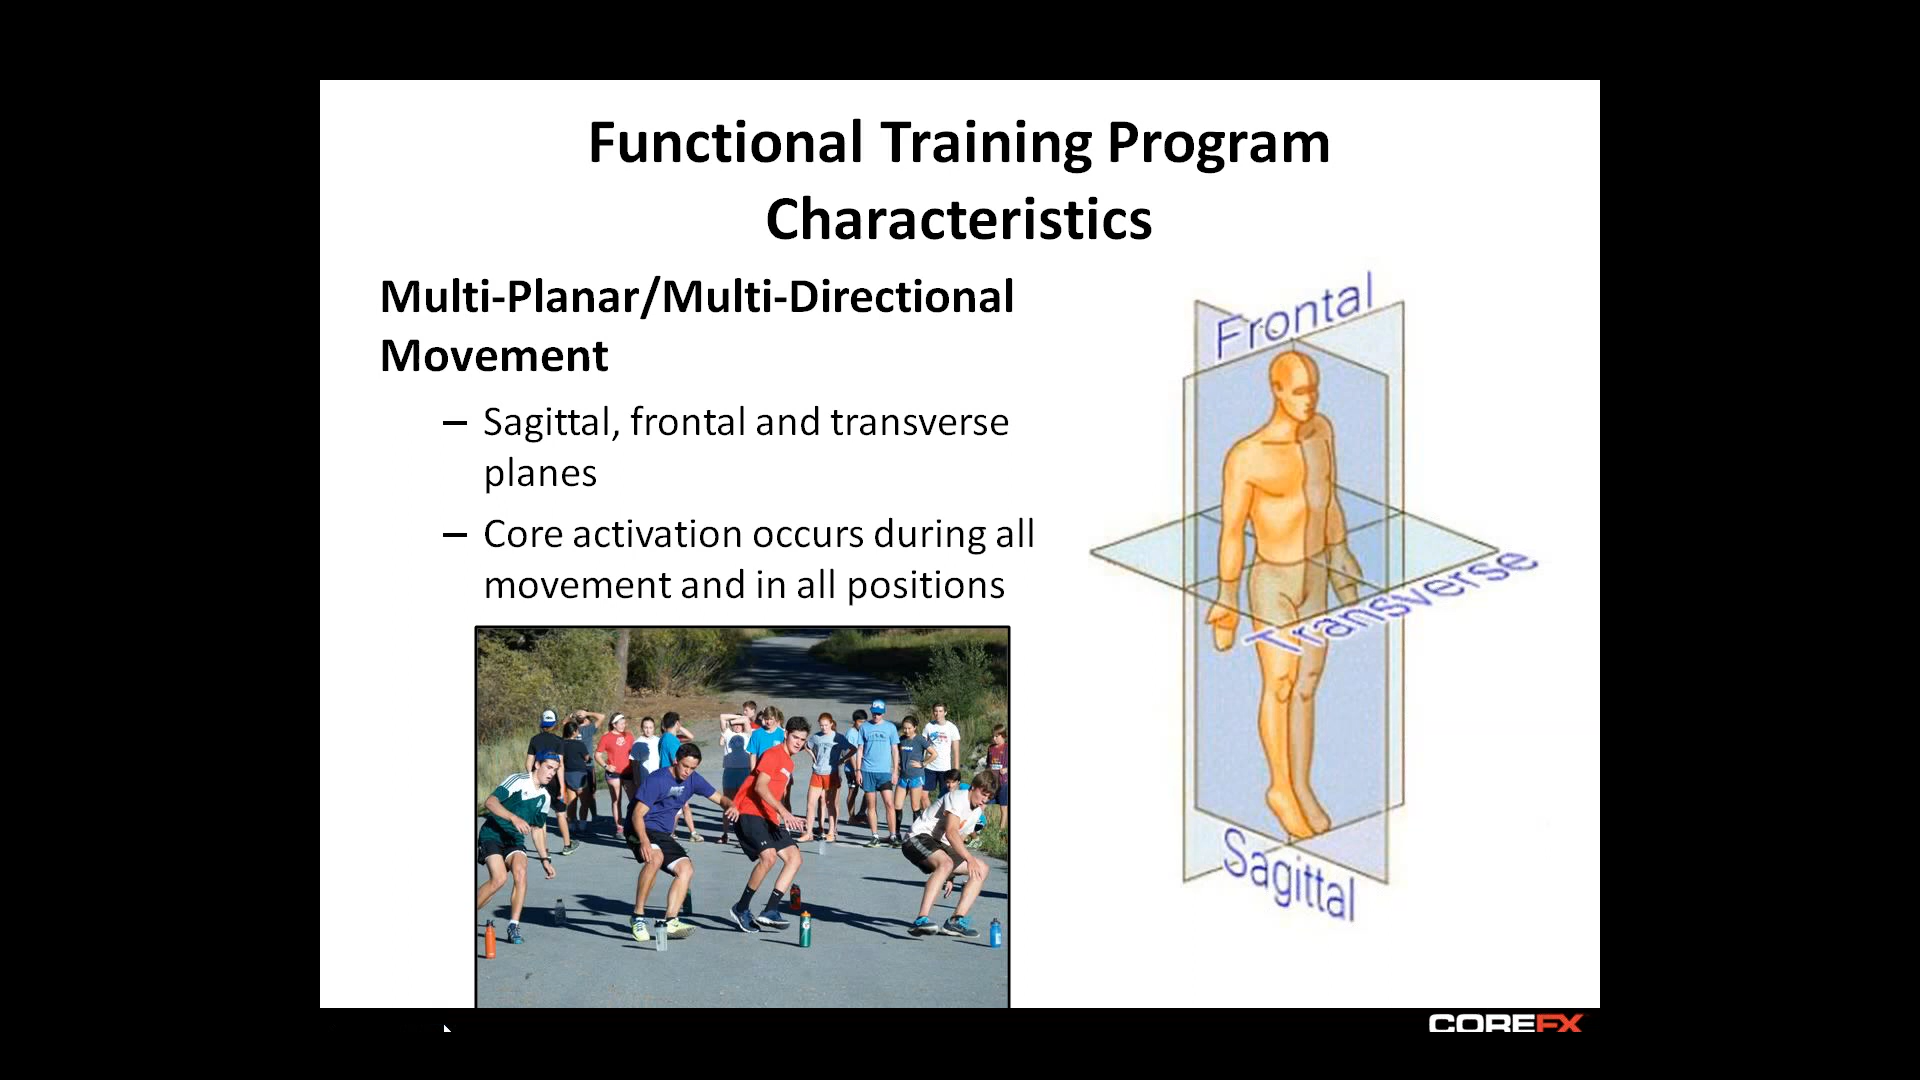 Functional Training Program
Characteristics
Multi-Planar/Multi-Directional
Movement
– Sagittal, frontal and transverse
planes
– Core activation occurs during all
movement and in all positions
Frontal
Transverse
Sagittal
COREFX